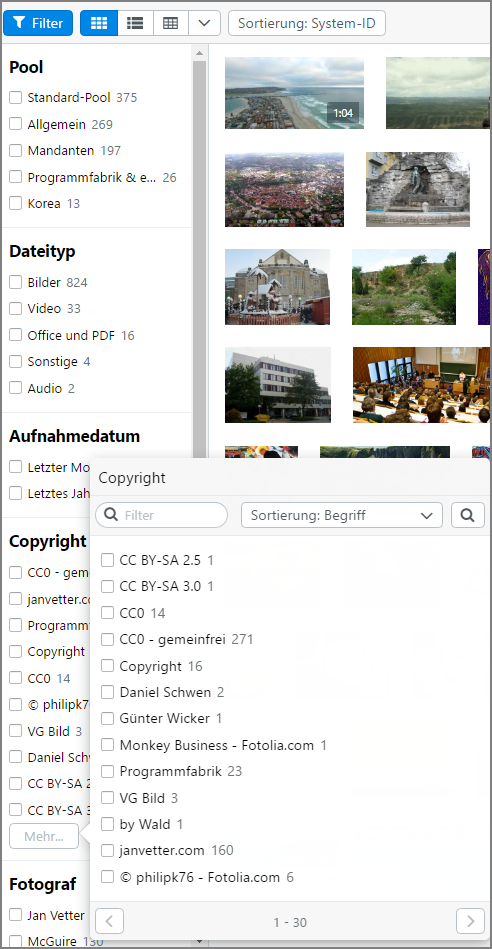 Filter
Sortierung: System-ID
Pool
Standard-Pool 375
Allgemein 269
Mandanten 197
Programmfabrik & e... 26
Korea 13
1:04
Dateityp
Bilder 824
Video 33
Office und PDF 16
Sonstige 4
Audio 2
Aufnahmedatum
Letzter Mo
Letztes Jah
Copyright
CC0 - gem
janvetter.co
Programm
Copyright
CC0 14
© philipk7
VG Bild 3
Daniel Schw
CC BY-SA 2
CC BY-SA 3
Mehr...
Fotograf
Jan Vetter
McGuire 130
Copyright
Filter
Sortierung: Begriff
CC BY-SA 2.5 1
CC BY-SA 3.0 1
CC0 14
CC0 - gemeinfrei 271
Copyright 16
Daniel Schwen 2
Günter Wicker 1
Monkey Business - Fotolia.com 1
Programmfabrik 23
VG Bild 3
by Wald 1
janvetter.com 160
© philipk76 - Fotolia.com 6
1 - 30